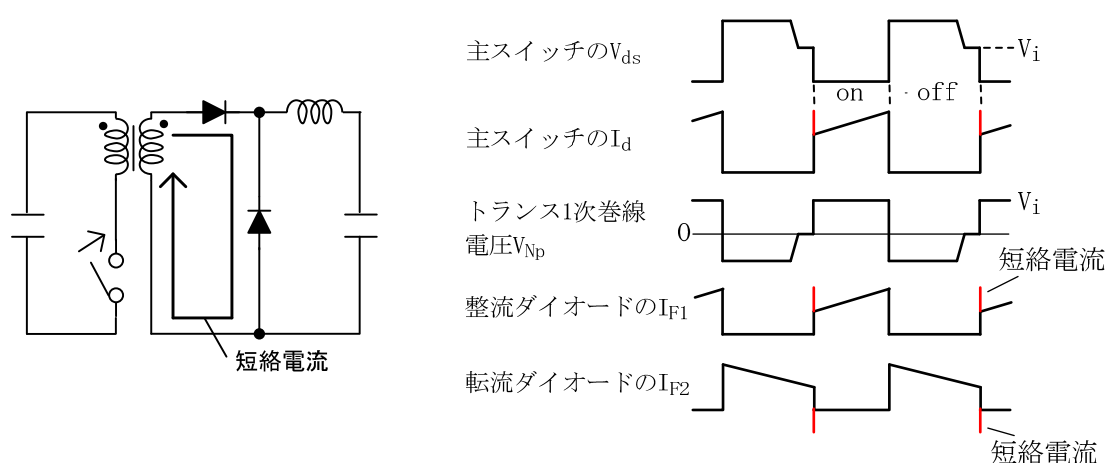 短絡電流
主スイッチのVds
Vi
on
off
主スイッチのId
トランス1次巻線
電圧VNp
0
Vi
短絡電流
整流ダイオードのIF1
転流ダイオードのIF2
短絡電流